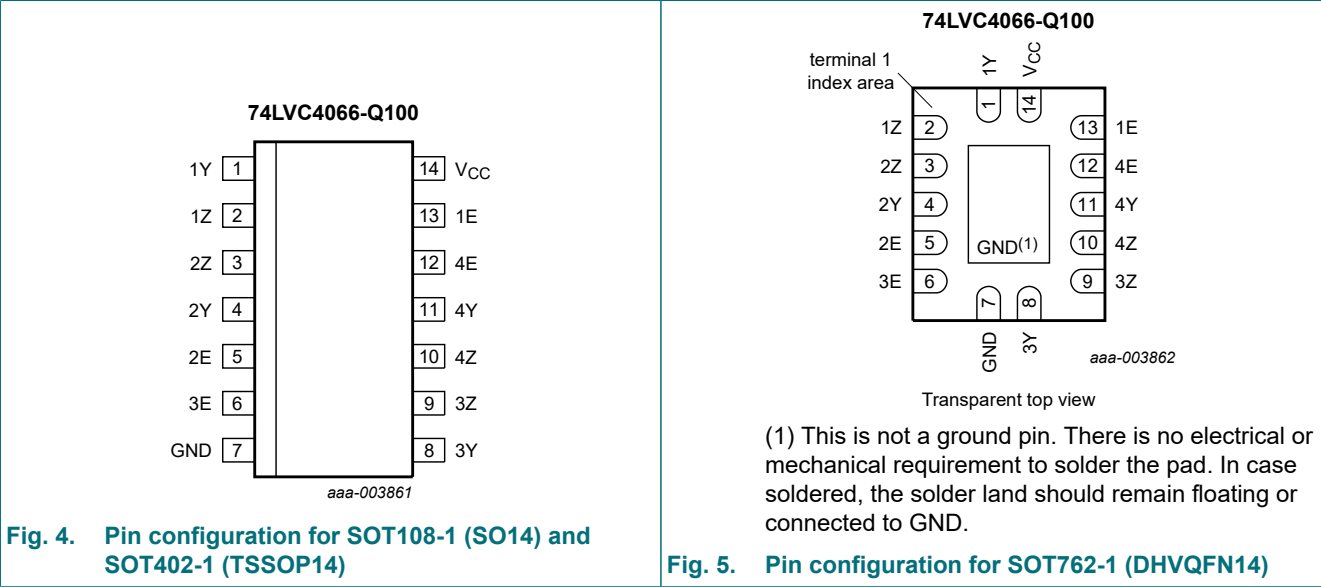 74LVC4066-Q100
1Y 1
14 VCC
1Z 2
13 1E
2Z 3
12 4E
2Y 4
11 4Y
2E 5
10 4Z
3E 6
9 3Z
GND 7
8 3Y
aaa-003861
Fig. 4. Pin configuration for SOT108-1 (SO14) and
SOT402-1 (TSSOP14)
74LVC4066-Q100
terminal 1
index area
1Y
VCC
1
14
1Z 2
13 1E
2Z 3
12 4E
2Y 4
11 4Y
2E 5
GND(1)
10 4Z
3E 6
9 3Z
7
8
GND
3Y
aaa-003862
Transparent top view
(1) This is not a ground pin. There is no electrical or
mechanical requirement to solder the pad. In case
soldered, the solder land should remain floating or
connected to GND.
Fig. 5. Pin configuration for SOT762-1 (DHVQFN14)